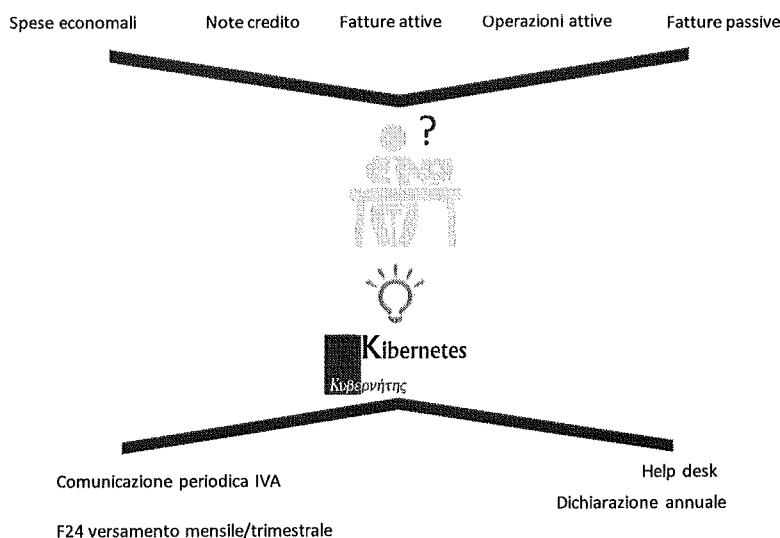 Spese economali Note credito Fatture attive Operazioni attive Fatture passive
?
Kibernetes
Κυβερνήτης
Help desk
Comunicazione periodica IVA
Dichiarazione annuale
F24 versamento mensile/trimestrale